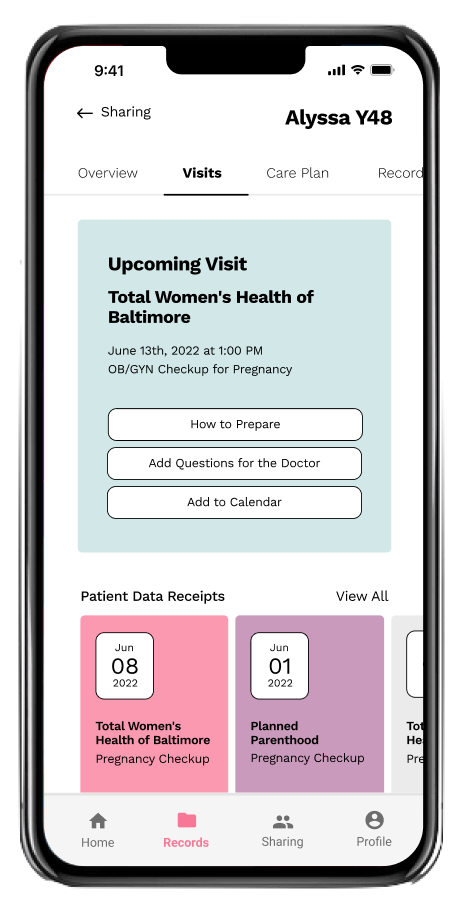 9:41
← Sharing
Alyssa Y48
Overview Visits Care Plan Record
Upcoming Visit
Total Women's Health of
Baltimore
June 13th, 2022 at 1:00 PM
OB/GYN Checkup for Pregnancy
How to Prepare
Add Questions for the Doctor
Add to Calendar
Patient Data Receipts View All
Jun
08
2022
Total Women's
Health of Baltimore
Pregnancy Checkup
Jun
01
2022
Planned
Parenthood
Pregnancy Checkup
Tot
He
Pre
Home Records Sharing Profile